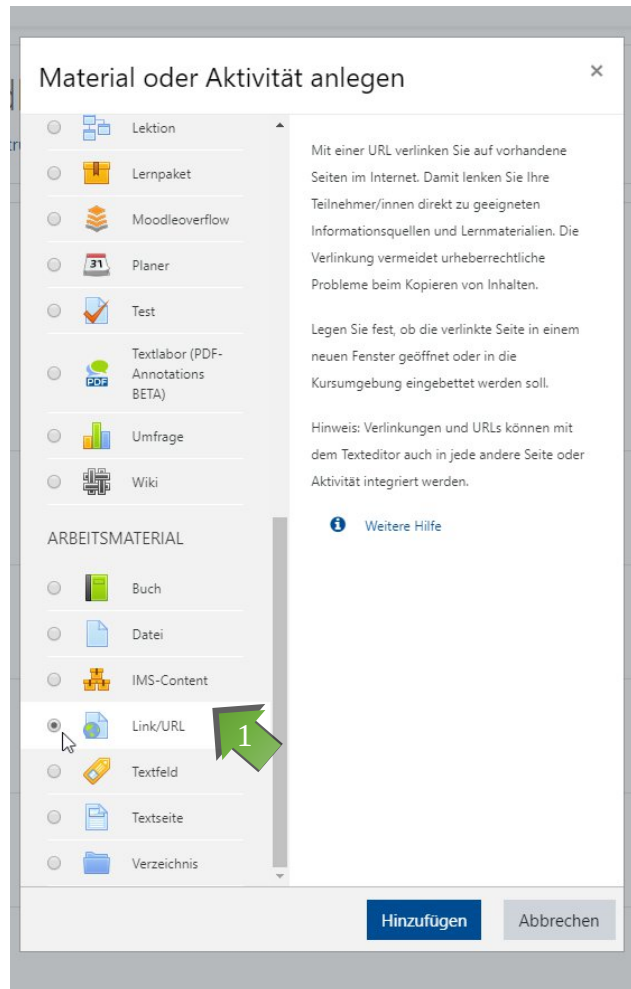 Material oder Aktivität anlegen
×
Lektion
Lernpaket
Moodleoverflow
31
Planer
Test
Textlabor (PDF-
Annotations
BETA)
PDF
Umfrage
Wiki
ARBEITSMATERIAL
Buch
Datei
IMS-Content
Link/URL
1
Textfeld
Textseite
Verzeichnis
Mit einer URL verlinken Sie auf vorhandene
Seiten im Internet. Damit lenken Sie Ihre
Teilnehmer/innen direkt zu geeigneten
Informationsquellen und Lernmaterialien. Die
Verlinkung vermeidet urheberrechtliche
Probleme beim Kopieren von Inhalten.
Legen Sie fest, ob die verlinkte Seite in einem
neuen Fenster geöffnet oder in die
Kursumgebung eingebettet werden soll.
Hinweis: Verlinkungen und URLs können mit
dem Texteditor auch in jede andere Seite oder
Aktivität integriert werden.
Weitere Hilfe
Hinzufügen
Abbrechen